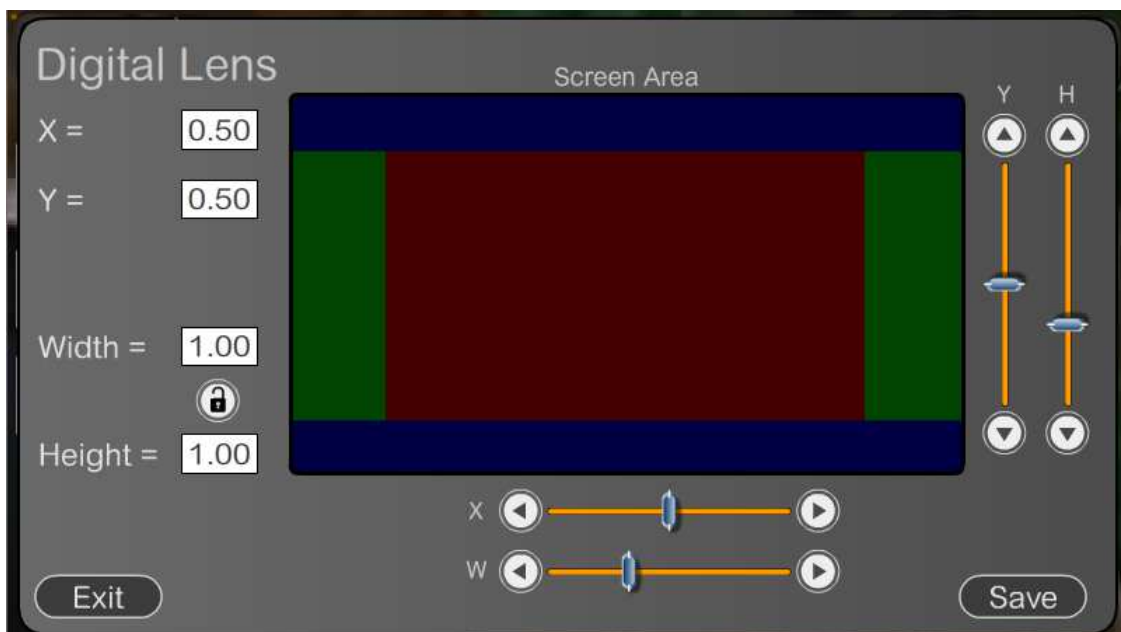 Digital Lens
Screen Area
X = 0.50
Y = 0.50
Width = 1.00
Height = 1.00
Y H
X
W
Exit
Save